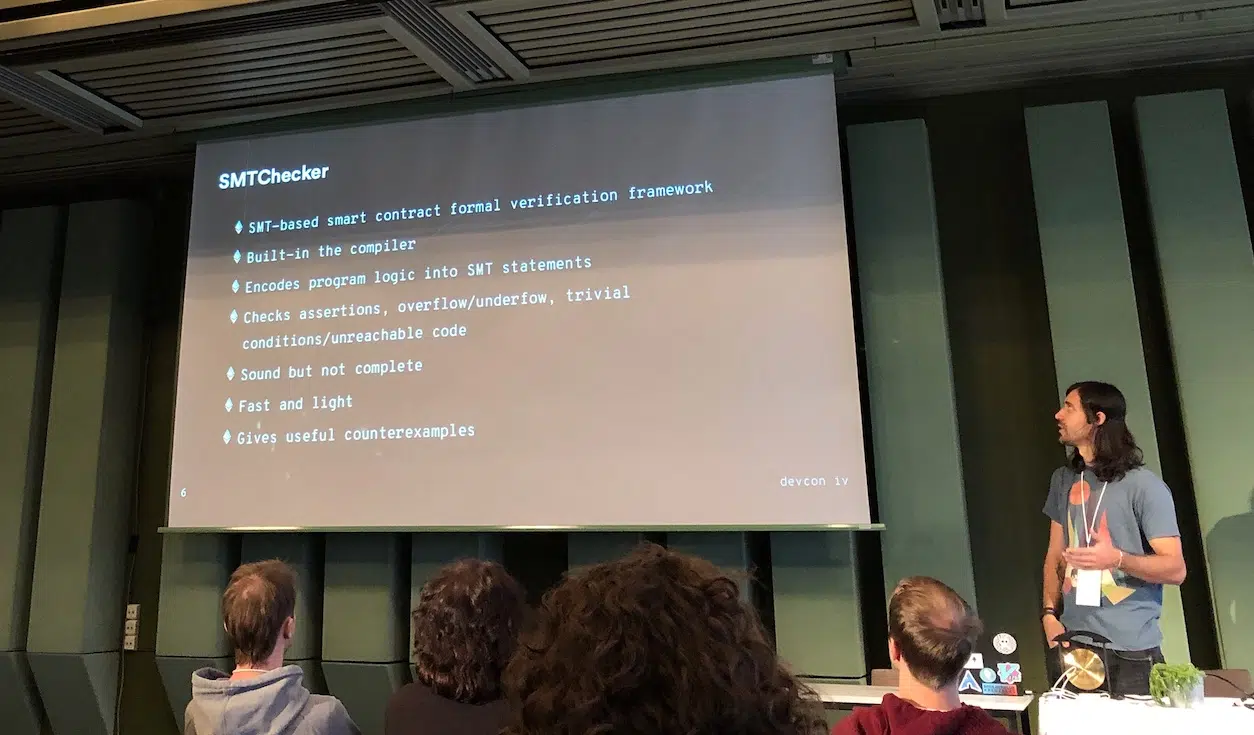 SMTChecker
SMT-based smart contract formal verification framework
Built-in the compiler
Encodes program logic into SMT statements
Checks assertions, overflow/underfow, trivial
conditions/unreachable code
Sound but not complete
Fast and light
Gives useful counterexamples
6
devcon iv